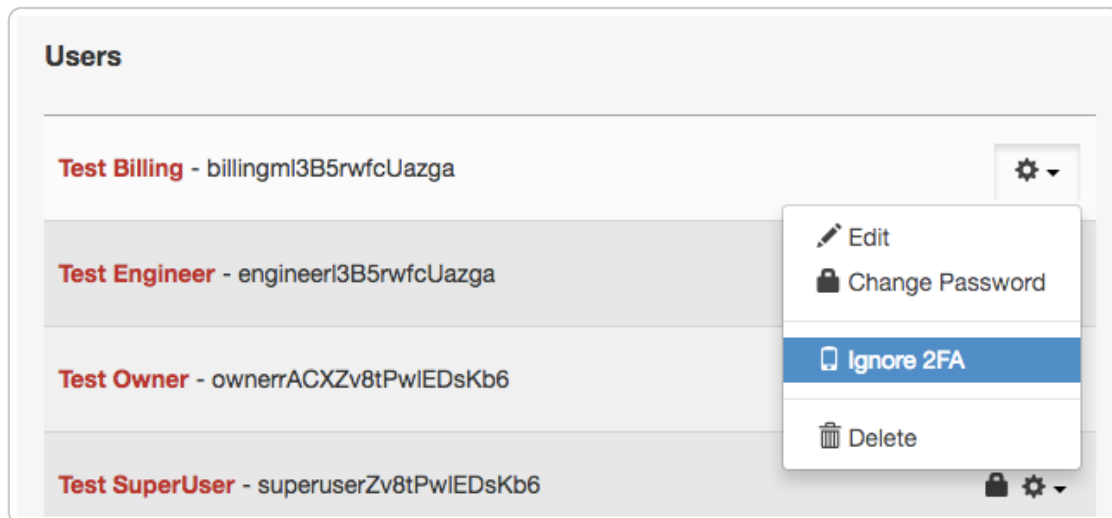 Users
Test Billing - billingml3B5rwfcUazga
Edit
Test Engineer - engineerl3B5rwfcUazga
Change Password
Ignore 2FA
Test Owner - ownerrACXZv8tPwlEDsKb6
Delete
Test SuperUser - superuserZv8tPwlEDsKb6